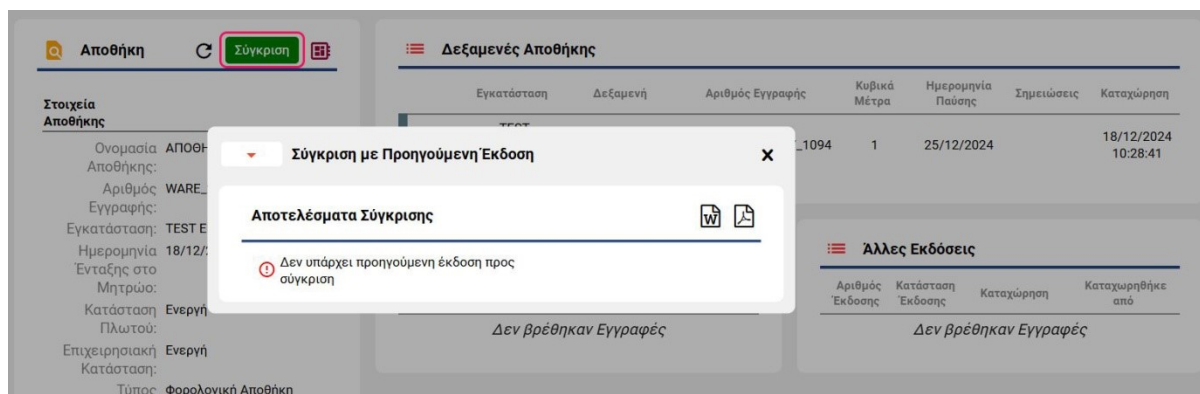 Αποθήκη
Σύγκριση
Στοιχεία
Αποθήκης
Ονομασία
Αποθήκης:
Αριθμός WARE_
Εγγραφής:
Εγκατάσταση: TEST
Ημερομηνία 18/12/
Ένταξης στο
Μητρώο:
Κατάσταση Ενεργή
Πλωτού:
Επιχειρησιακή Ενεργή
Κατάσταση:
Τύπος Φορολογική Αποθήκη
Δεξαμενές Αποθήκης
Εγκατάσταση Δεξαμενή Αριθμός Εγγραφής Κυβικά Μέτρα Ημερομηνία Παύσης Σημειώσεις Καταχώρηση
TEST
_1094 1 25/12/2024 18/12/2024
10:28:41
Σύγκριση με Προηγούμενη Έκδοση
Αποτελέσματα Σύγκρισης
Δεν υπάρχει προηγούμενη έκδοση προς
σύγκριση
Δεν βρέθηκαν Εγγραφές
Άλλες Εκδόσεις
Αριθμός Έκδοσης Κατάσταση Έκδοσης Καταχώρηση Καταχωρηθήκε από
Δεν βρέθηκαν Εγγραφές